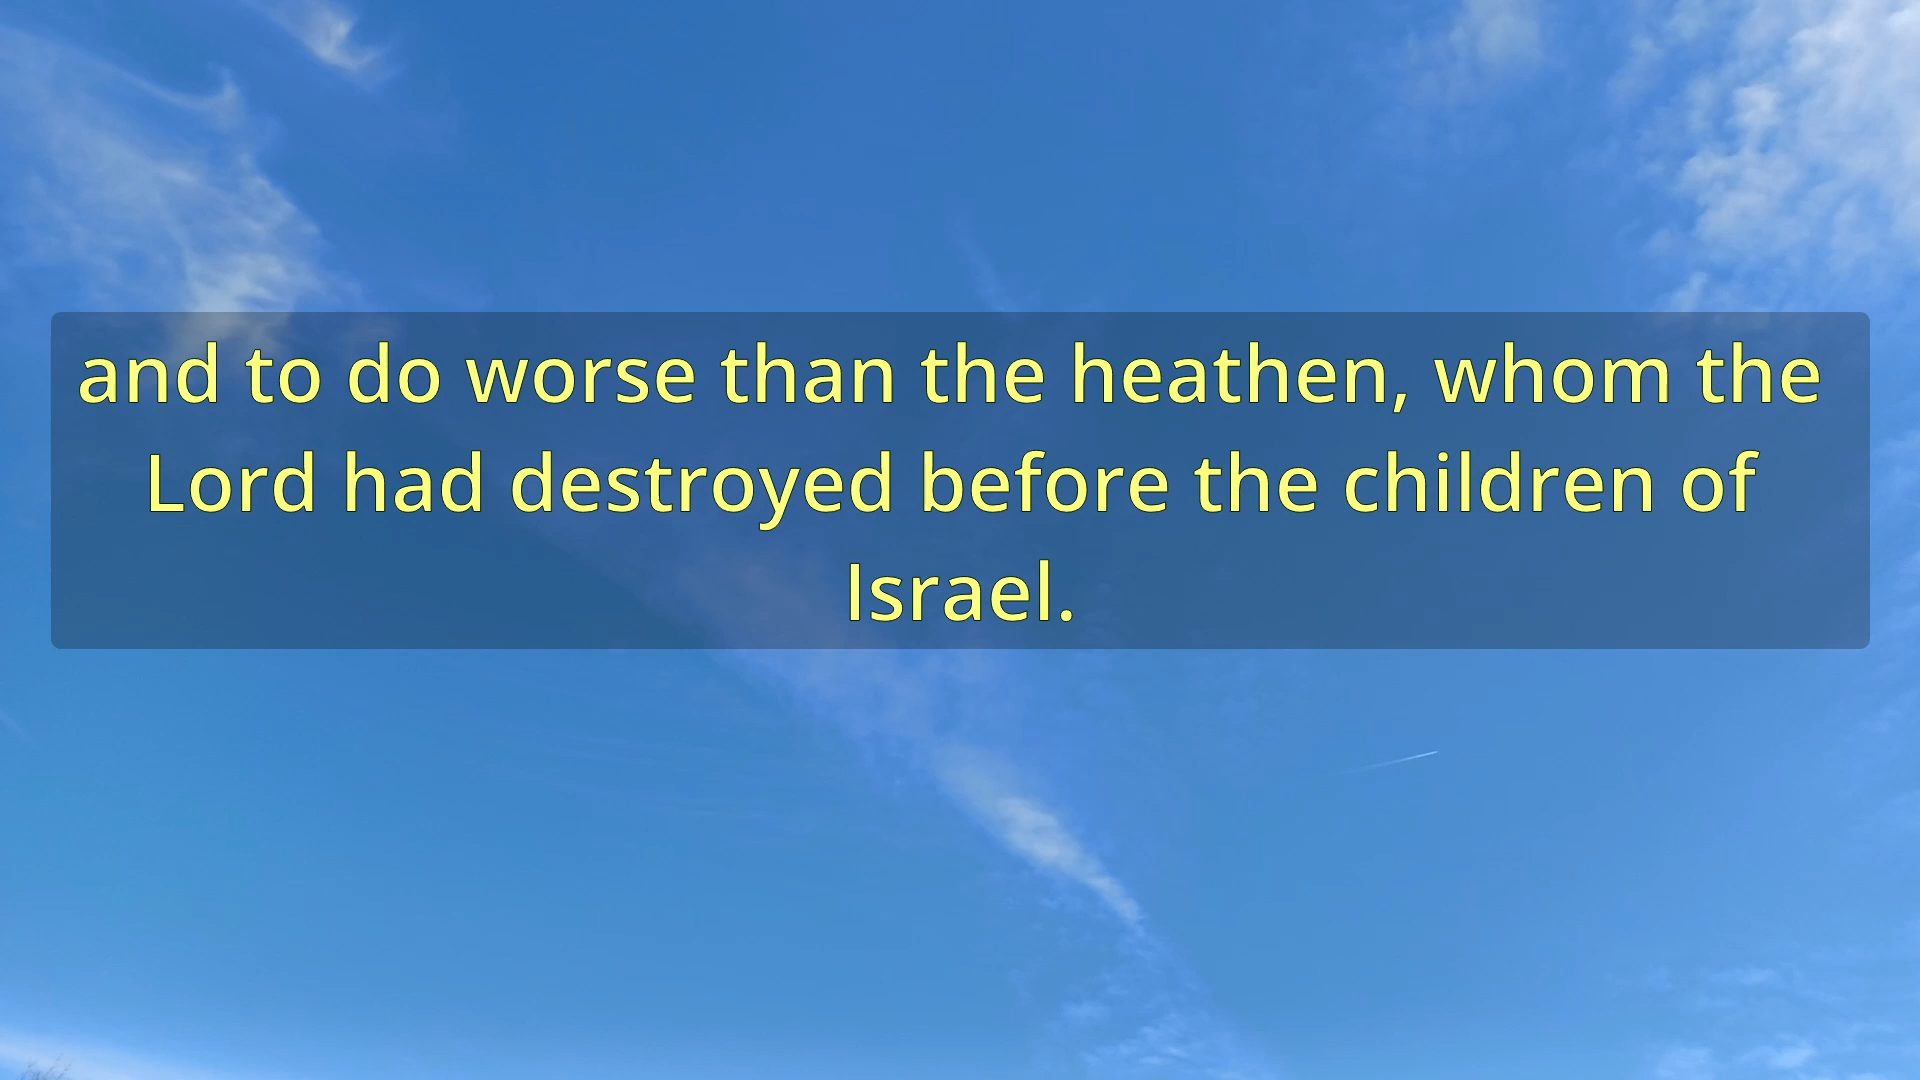 and to do worse than the heathen, whom the
Lord had destroyed before the children of
Israel.